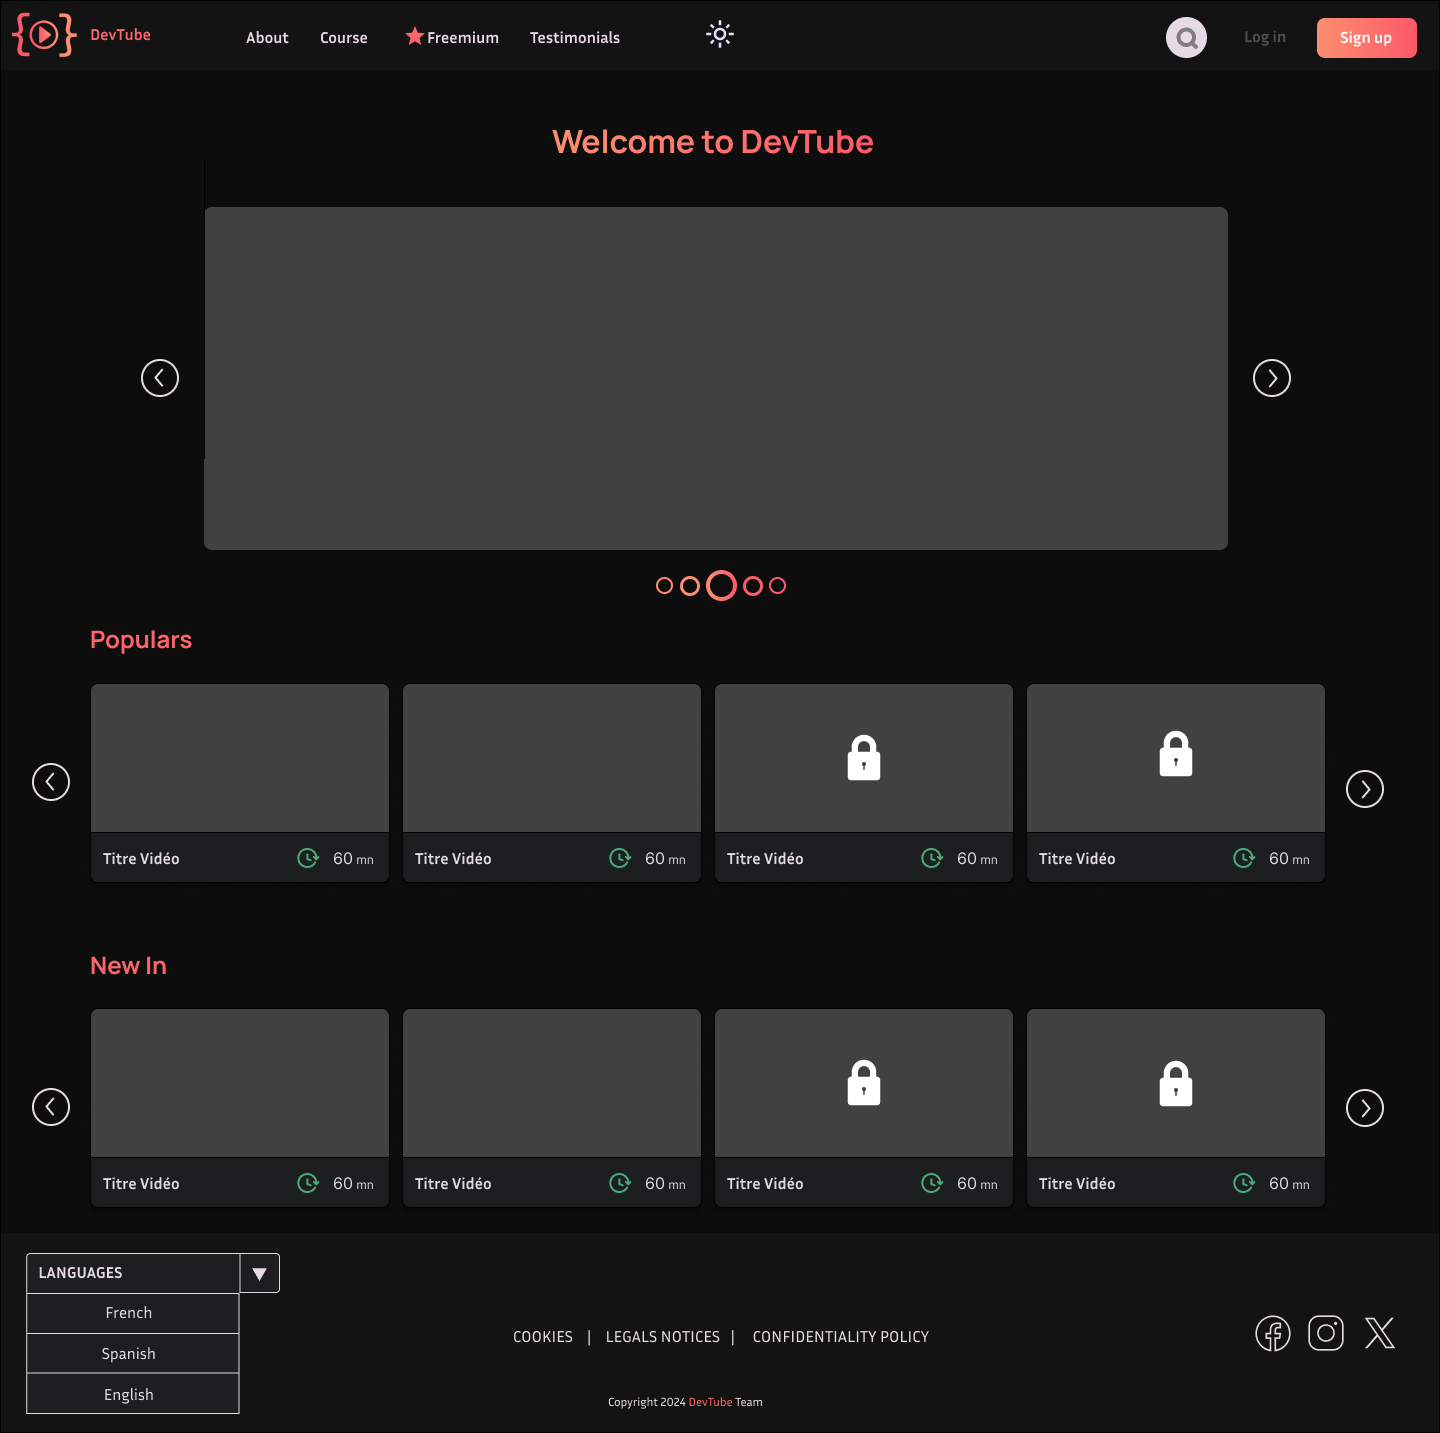 DevTube
About
Course
Freemium
Testimonials
Log in
Sign up
Welcome to DevTube
Populars
Titre Vidéo
60 mn
Titre Vidéo
60 mn
Titre Vidéo
60 mn
Titre Vidéo
60 mn
New In
Titre Vidéo
60 mn
Titre Vidéo
60 mn
Titre Vidéo
60 mn
Titre Vidéo
60 mn
LANGUAGES
French
Spanish
English
COOKIES | LEGALS NOTICES | CONFIDENTIALITY POLICY
Copyright 2024 DevTube Team